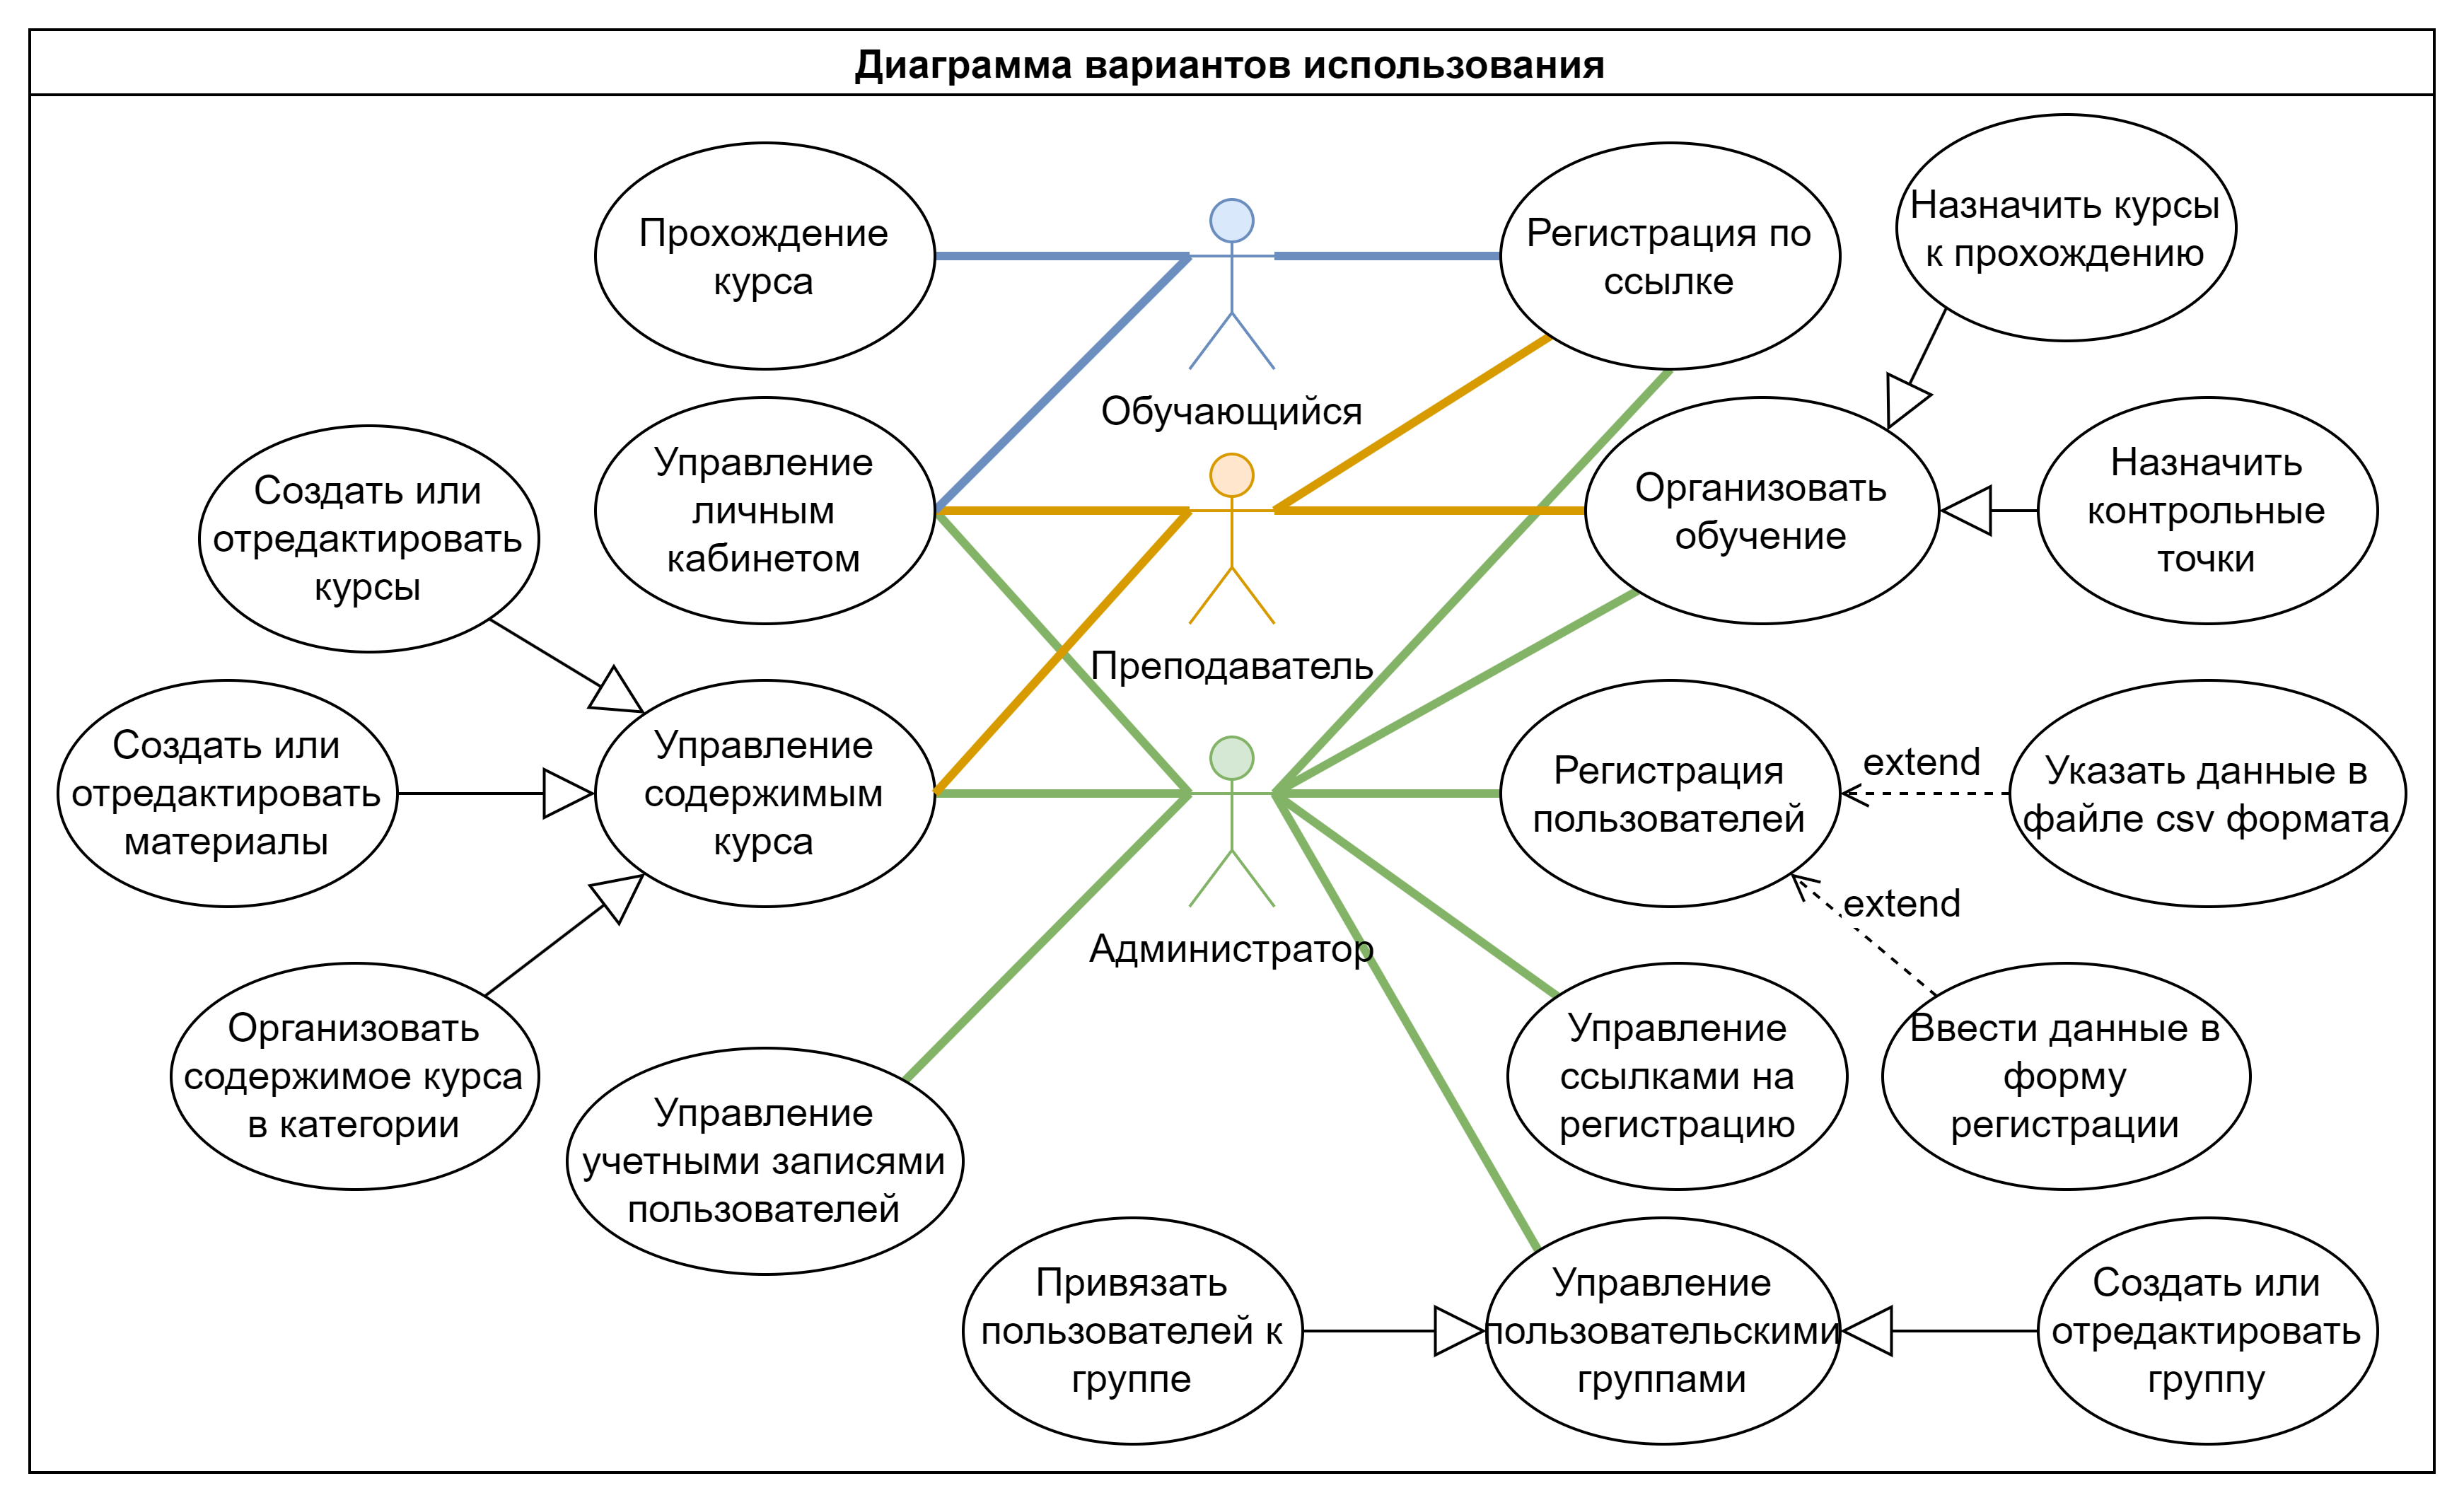 Диаграмма вариантов использования
Прохождение
курса
Обучающийся
Регистрация по
ссылке
Назначить курсы
к прохождению
Создать или
отредактировать
курсы
Управление
личным
кабинетом
Преподаватель
Организовать
обучение
Назначить
контрольные
точки
Создать или
отредактировать
материалы
Управление
содержимым
курса
Администратор
Регистрация
пользователей
extend
Указать данные в
файле csv формата
extend
Организовать
содержимое курса
в категории
Управление
учетными записями
пользователей
Управление
ссылками на
регистрацию
Ввести данные в
форму
регистрации
Привязать
пользователей к
группе
Управление
пользовательскими
группами
Создать или
отредактировать
группу